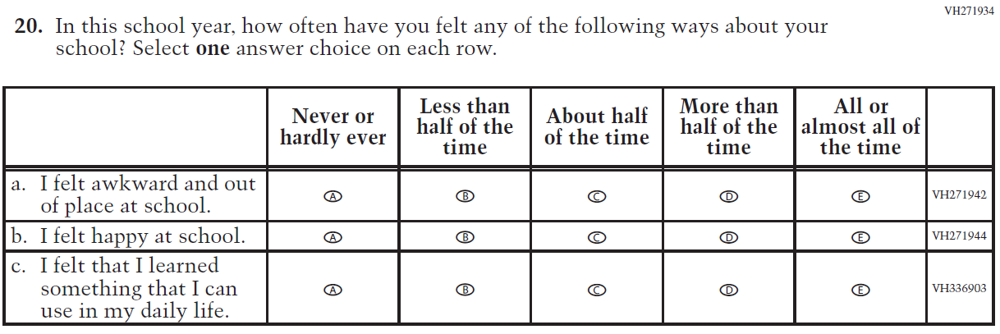 VH271934
20. In this school year, how often have you felt any of the following ways about your
school? Select one answer choice on each row.
Never or
hardly ever
Less than
half of the
time
About half
of the time
More than
half of the
time
All or
almost all of
the time
a. I felt awkward and out
of place at school.
A B C D E VH271942
b. I felt happy at school.
A B C D E VH271944
c. I felt that I learned
something that I can
use in my daily life.
A B C D E VH336903